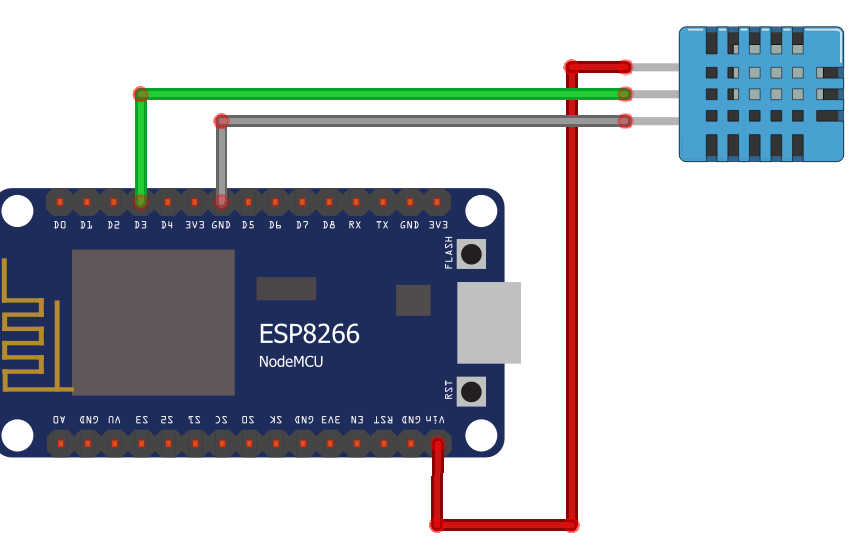 D0 D1 D2 D3 D4 3V3 GND D5 D6 D7 D8 RX TX GND 3V3
FLASH
ESP8266
NodeMCU
RST
A0 GND VU S3 S2 S1 SC S0 SK GND 3V3 EN RST GND Vin